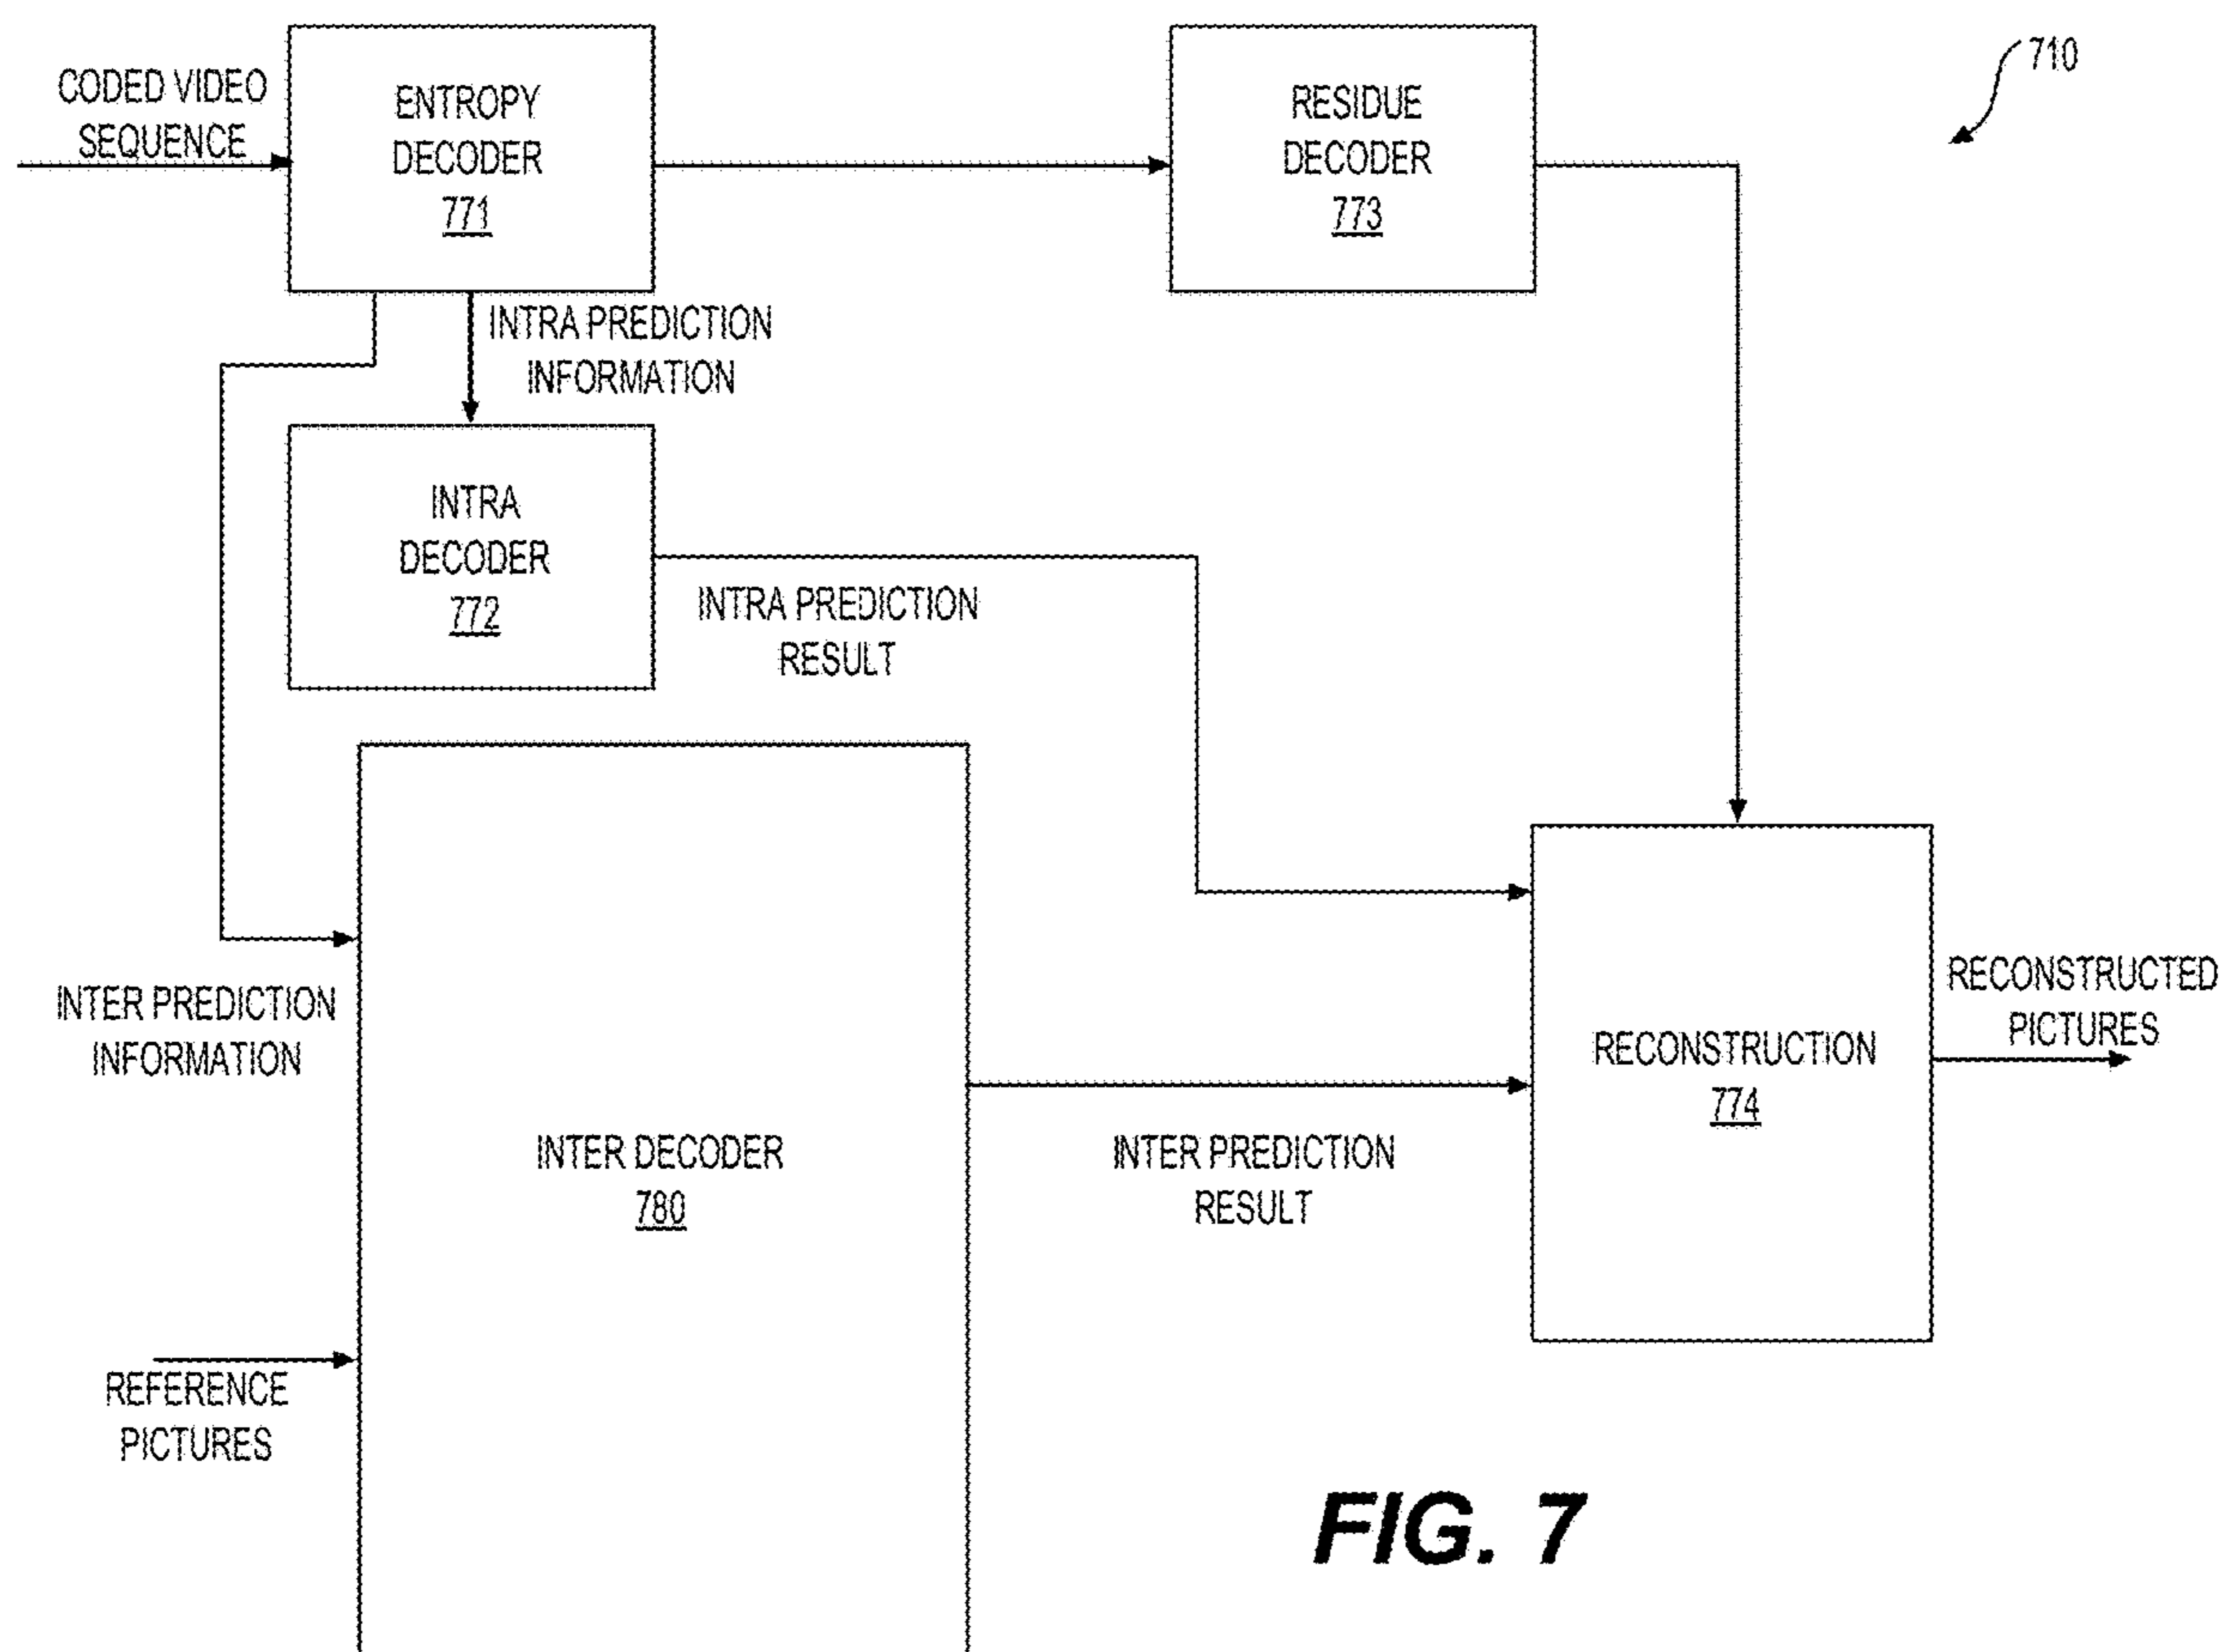 710
CODED VIDEO
SEQUENCE
ENTROPY
DECODER
771
RESIDUE
DECODER
773
INTRA PREDICTION
INFORMATION
INTRA
DECODER
772
INTRA PREDICTION
RESULT
INTER PREDICTION
INFORMATION
RECONSTRUCTED
PICTURES
RECONSTRUCTION
774
INTER DECODER
780
INTER PREDICTION
RESULT
REFERENCE
PICTURES
FIG. 7